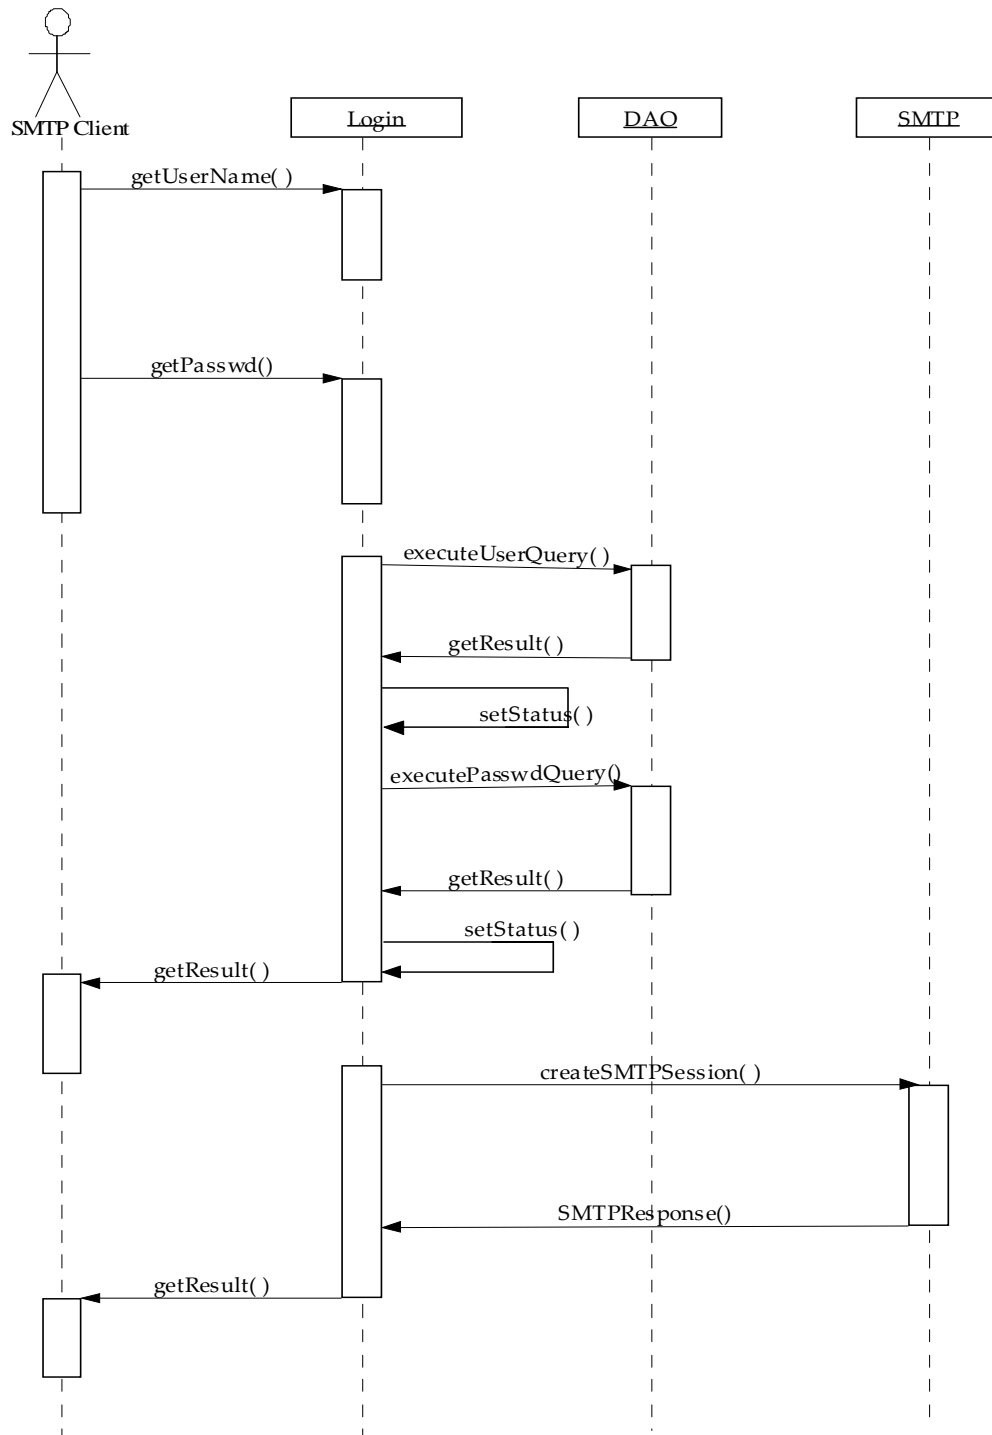 SMTP Client
Login
DAO
SMTP
getUserName( )
getPasswd()
executeUserQuery( )
getResult( )
setStatus( )
executePasswdQuery()
getResult( )
setStatus( )
getResult( )
createSMTPSession( )
SMTPResponse()
getResult( )